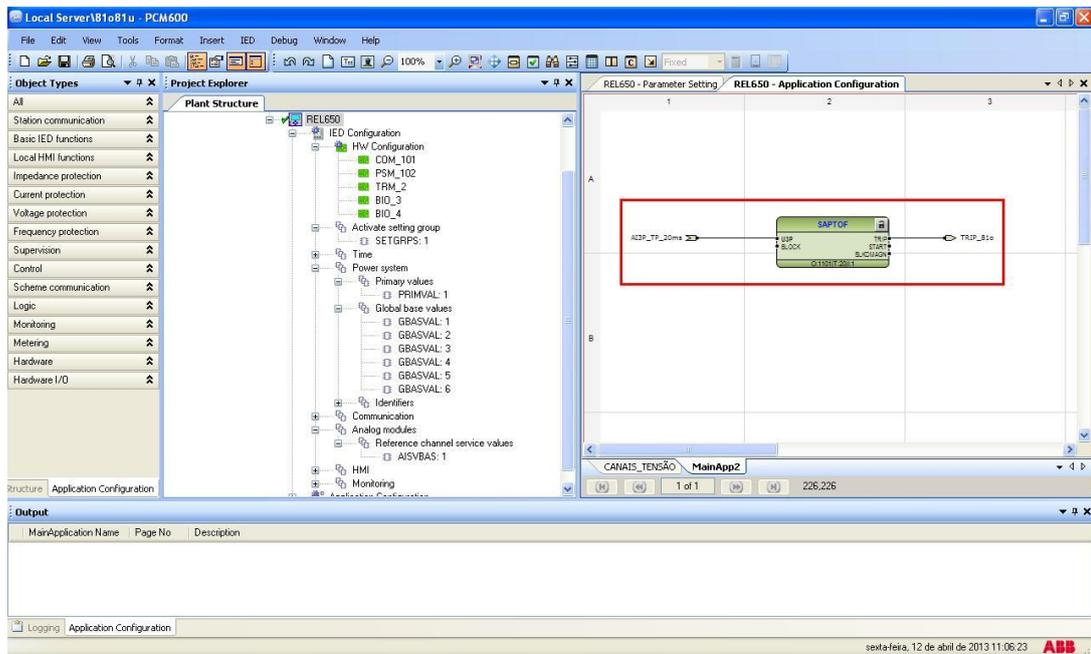 Local Server\81o81u - PCM600
File Edit View Tools Format Insert IED Debug Window Help
100%
Fixed
Object Types
All
Station communication
Basic IED functions
Local HMI functions
Impedance protection
Current protection
Voltage protection
Frequency protection
Supervision
Control
Scheme communication
Logic
Monitoring
Metering
Hardware
Hardware I/O
Structure Application Configuration
Project Explorer
Plant Structure
REL650
IED Configuration
HW Configuration
COM_101
PSM_102
TRM_2
BIO_3
BIO_4
Activate setting group
SETGRPS: 1
Time
Power system
Primary values
PRIMVAL: 1
Global base values
GBASVAL: 1
GBASVAL: 2
GBASVAL: 3
GBASVAL: 4
GBASVAL: 5
GBASVAL: 6
Identifiers
Communication
Analog modules
Reference channel service values
AISVBAS: 1
HMI
Monitoring
Application Configuration
REL650 - Parameter Setting REL650 - Application Configuration
1 2 3
A
SAPTOF
AI3P_TP_20ms U3P TRIP TRIP_81o
BLOCK START
BLKDMAGN
B
CANAIS_TENSÃO MainApp2
1 of 1 226,226
Output
MainApplication Name Page No Description
Logging Application Configuration
sexta-feira, 12 de abril de 2013 11:06:23 ABB